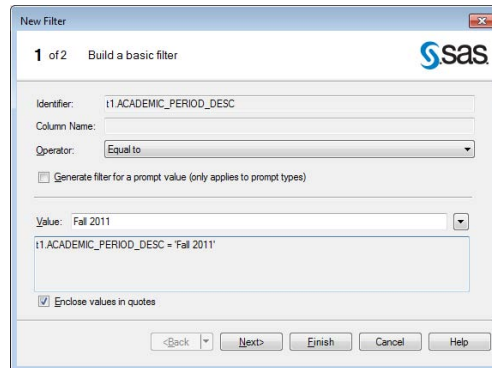 New Filter
1 of 2 Build a basic filter
sas
Identifier: t1.ACADEMIC_PERIOD_DESC
Column Name:
Operator: Equal to
Generate filter for a prompt value (only applies to prompt types)
Value: Fall 2011
t1.ACADEMIC_PERIOD_DESC = 'Fall 2011'
Enclose values in quotes
<Back Next> Finish Cancel Help